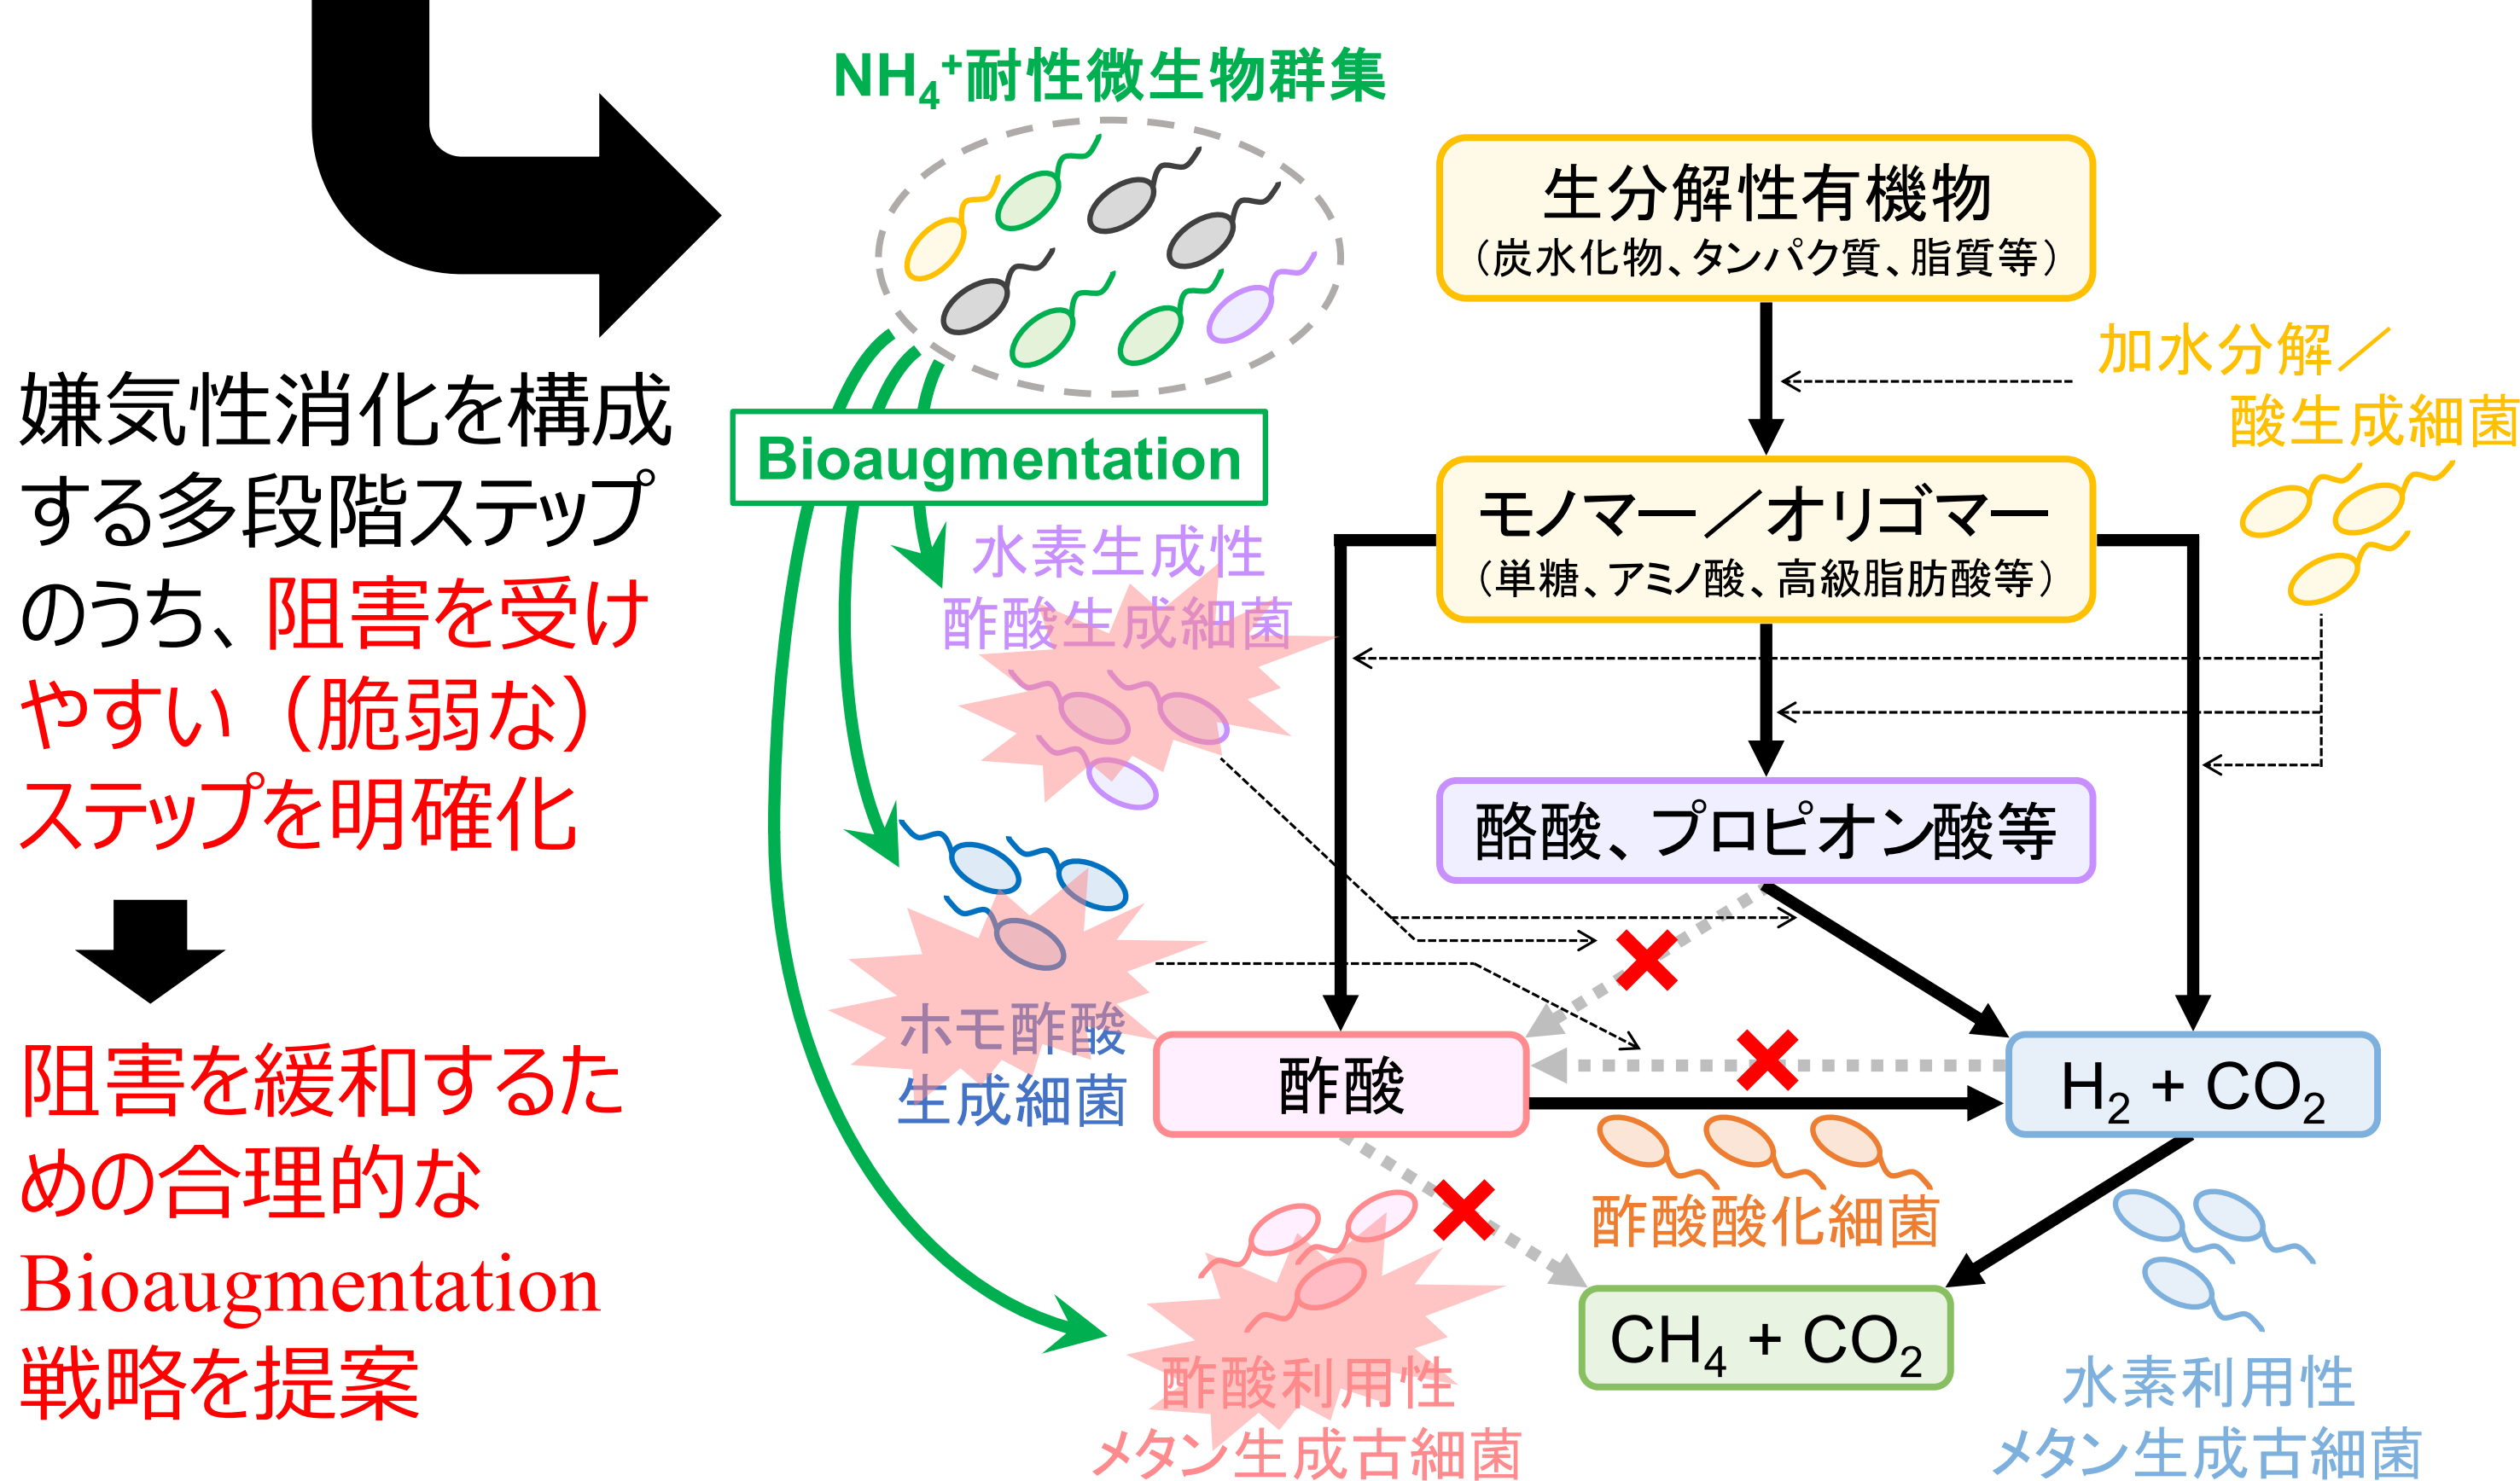 嫌気性消化を構成
する多段階ステップ
のうち、阻害を受け
やすい（脆弱な）
ステップを明確化
阻害を緩和するた
めの合理的な
Bioaugmentation
戦略を提案
NH₄⁺耐性微生物群集
Bioaugmentation
水素生成性
酢酸生成細菌
ホモ酢酸
生成細菌
酢酸利用性
メタン生成古細菌
生分解性有機物
（炭水化物、タンパク質、脂質等）
加水分解／
酸生成細菌
モノマー／オリゴマー
（単糖、アミノ酸、高級脂肪酸等）
酪酸、プロピオン酸等
酢酸
H₂ + CO₂
酢酸酸化細菌
CH₄ + CO₂
水素利用性
メタン生成古細菌